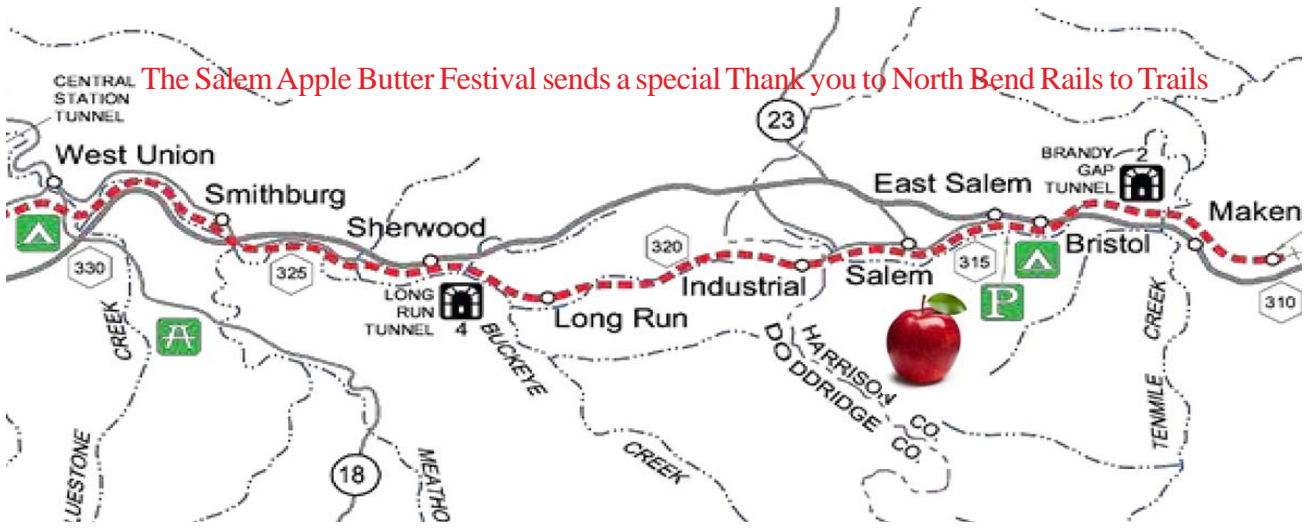 The Salem Apple Butter Festival sends a special Thank you to North Bend Rails to Trails
CENTRAL
STATION
TUNNEL
West Union
Smithburg
Sherwood
23
East Salem
BRANDY
GAP
TUNNEL
2
Maken
330
325
LONG
RUN
TUNNEL
4
Long Run
320
Industrial
Salem
315
Bristol
310
P
CREEK
BUCKEYE
CREEK
HARRISON CO.
DODDRIDGE CO.
TENMILE CREEK
18
LUESTONE
MEATHO